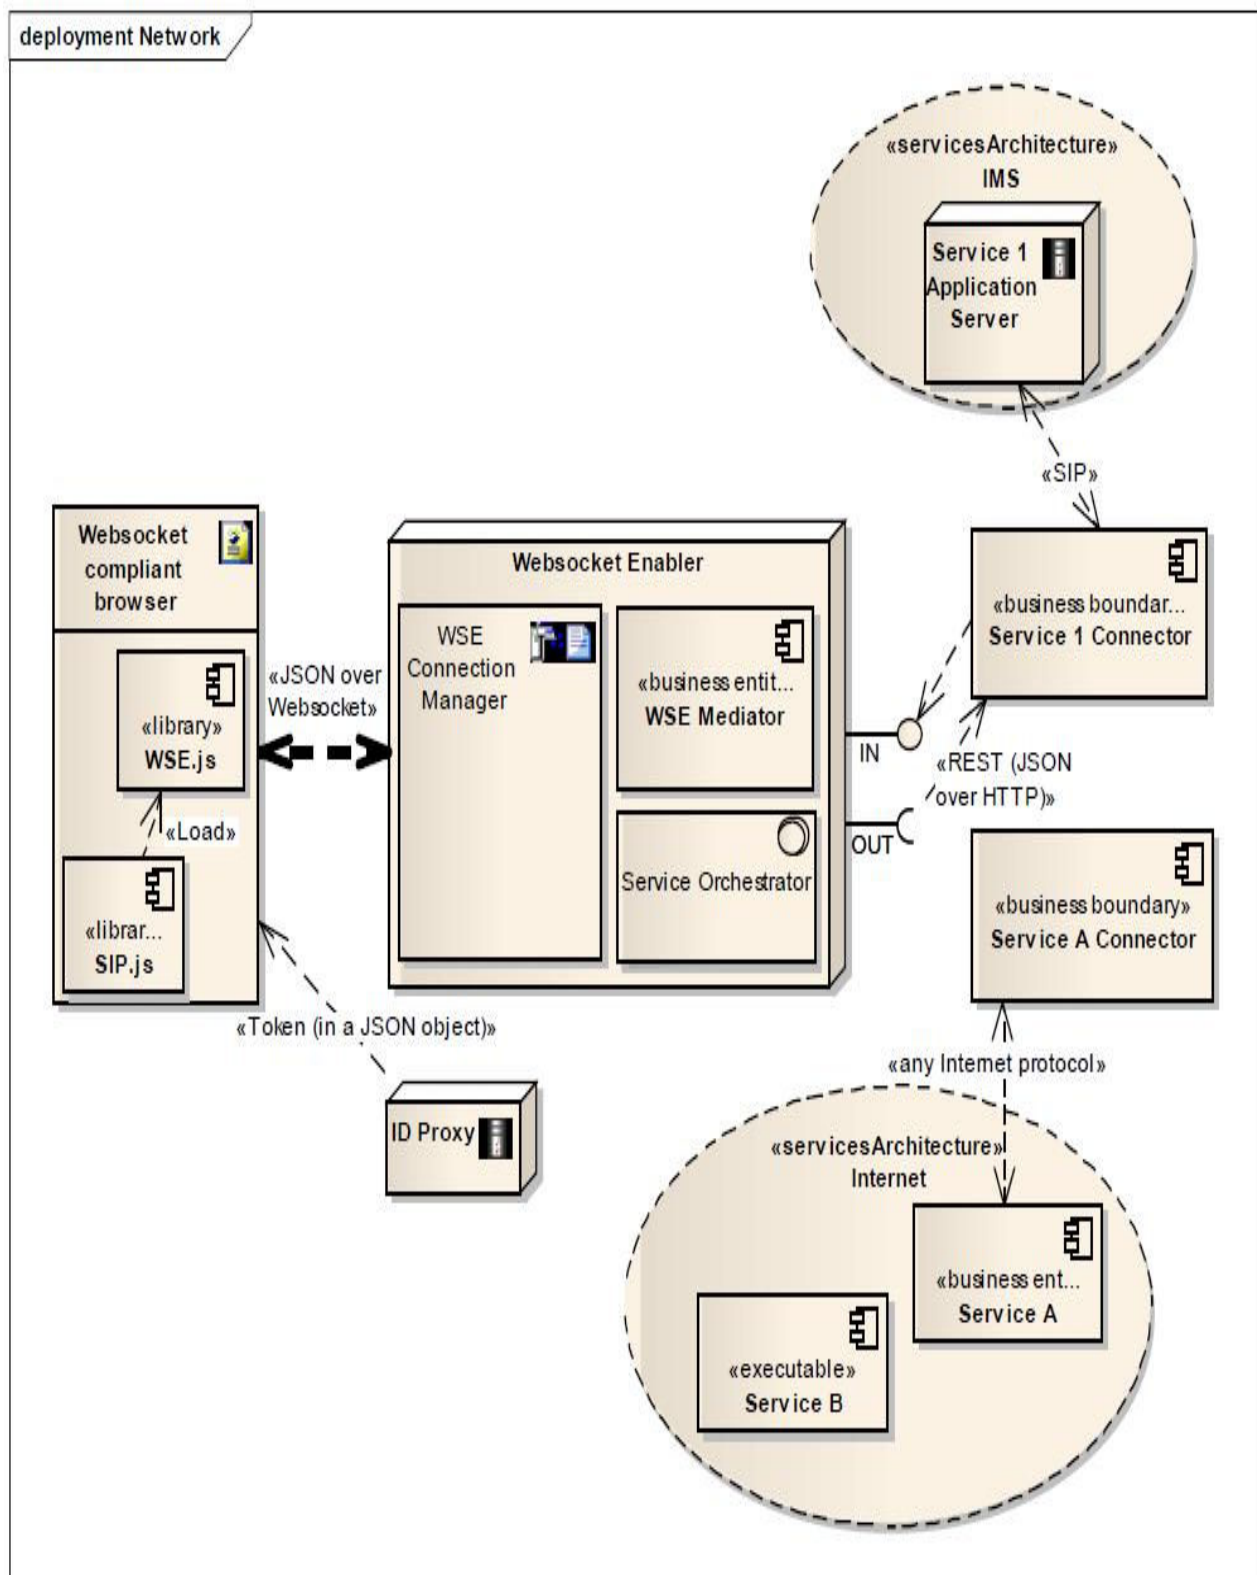 deployment Network
«servicesArchitecture»
IMS
Service 1
Application
Server
«SIP»
Websocket
compliant
browser
«library»
WSE.js
«Load»
«librar...
SIP.js
«JSON over
Websocket»
Websocket Enabler
WSE
Connection
Manager
«business entit...
WSE Mediator
Service Orchestrator
IN
OUT
«business boundar...
Service 1 Connector
«REST (JSON
over HTTP)»
«business boundary»
Service A Connector
«Token (in a JSON object)»
ID Proxy
«any Internet protocol»
«servicesArchitecture»
Internet
«business ent...
Service A
«executable»
Service B